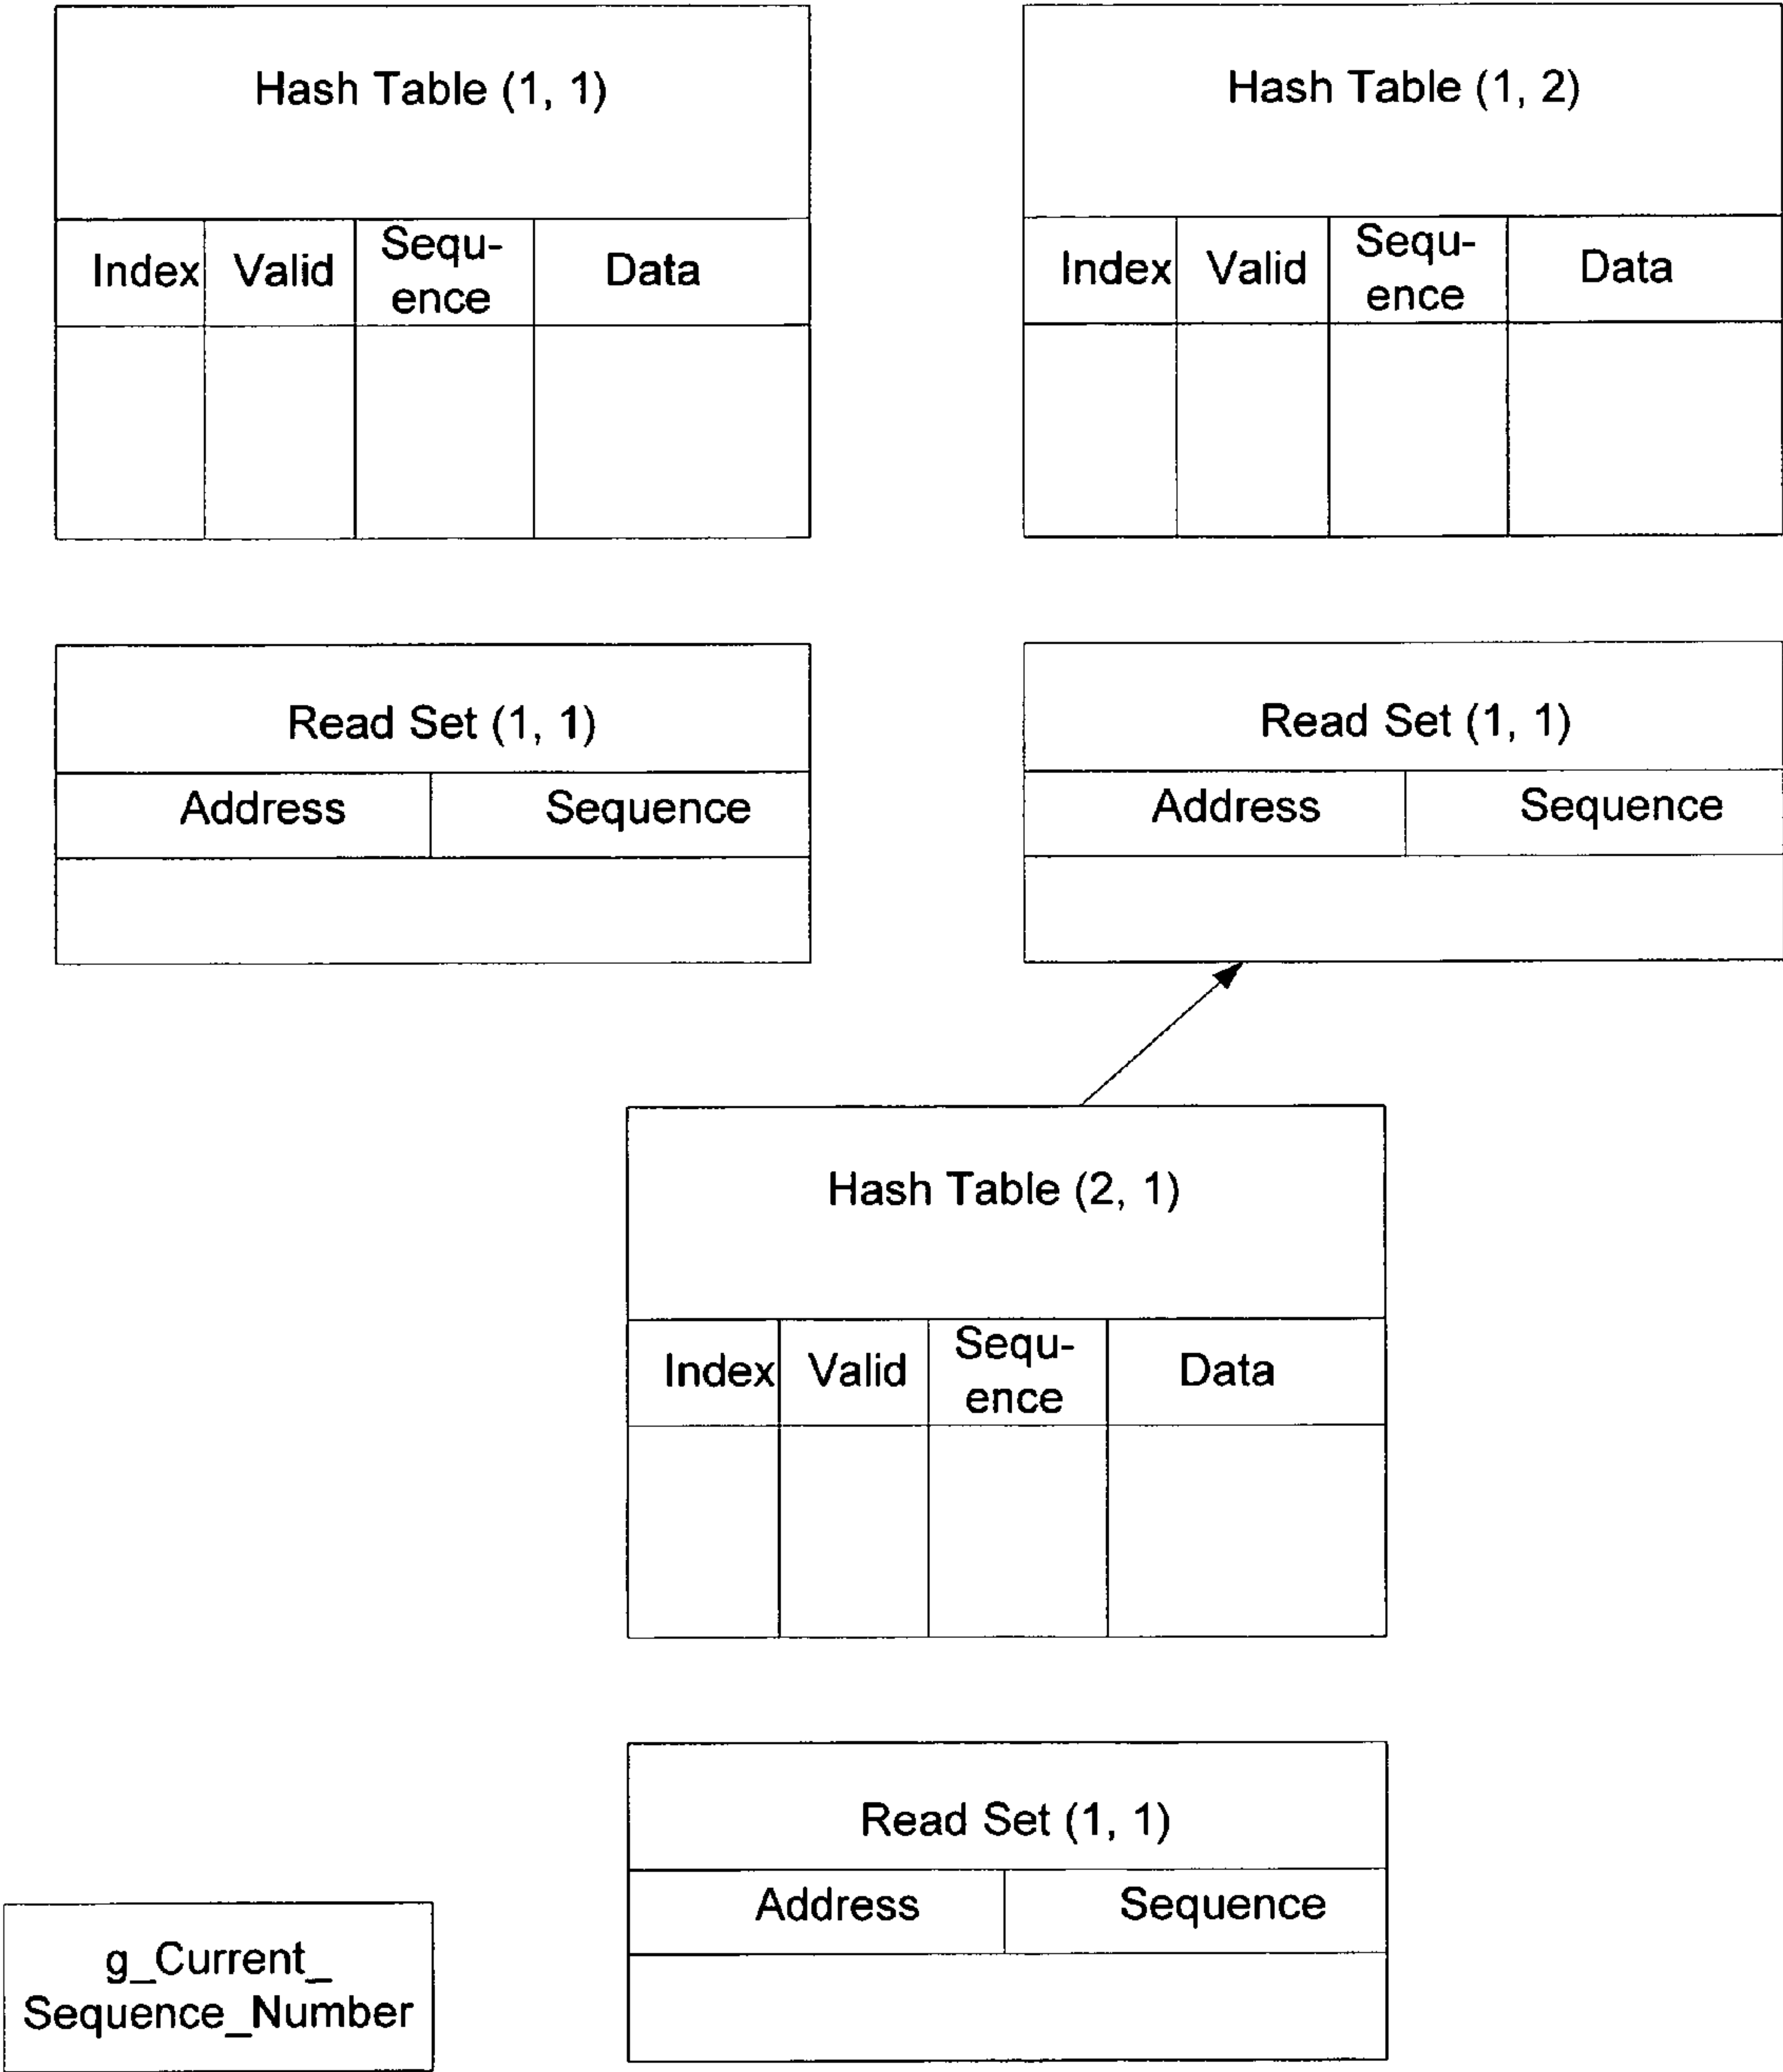 Hash Table (1, 1)
Index Valid Sequ-
ence Data
Hash Table (1, 2)
Index Valid Sequ-
ence Data
Read Set (1, 1)
Address Sequence
Read Set (1, 1)
Address Sequence
Hash Table (2, 1)
Index Valid Sequ-
ence Data
Read Set (1, 1)
Address Sequence
g_Current_
Sequence_Number